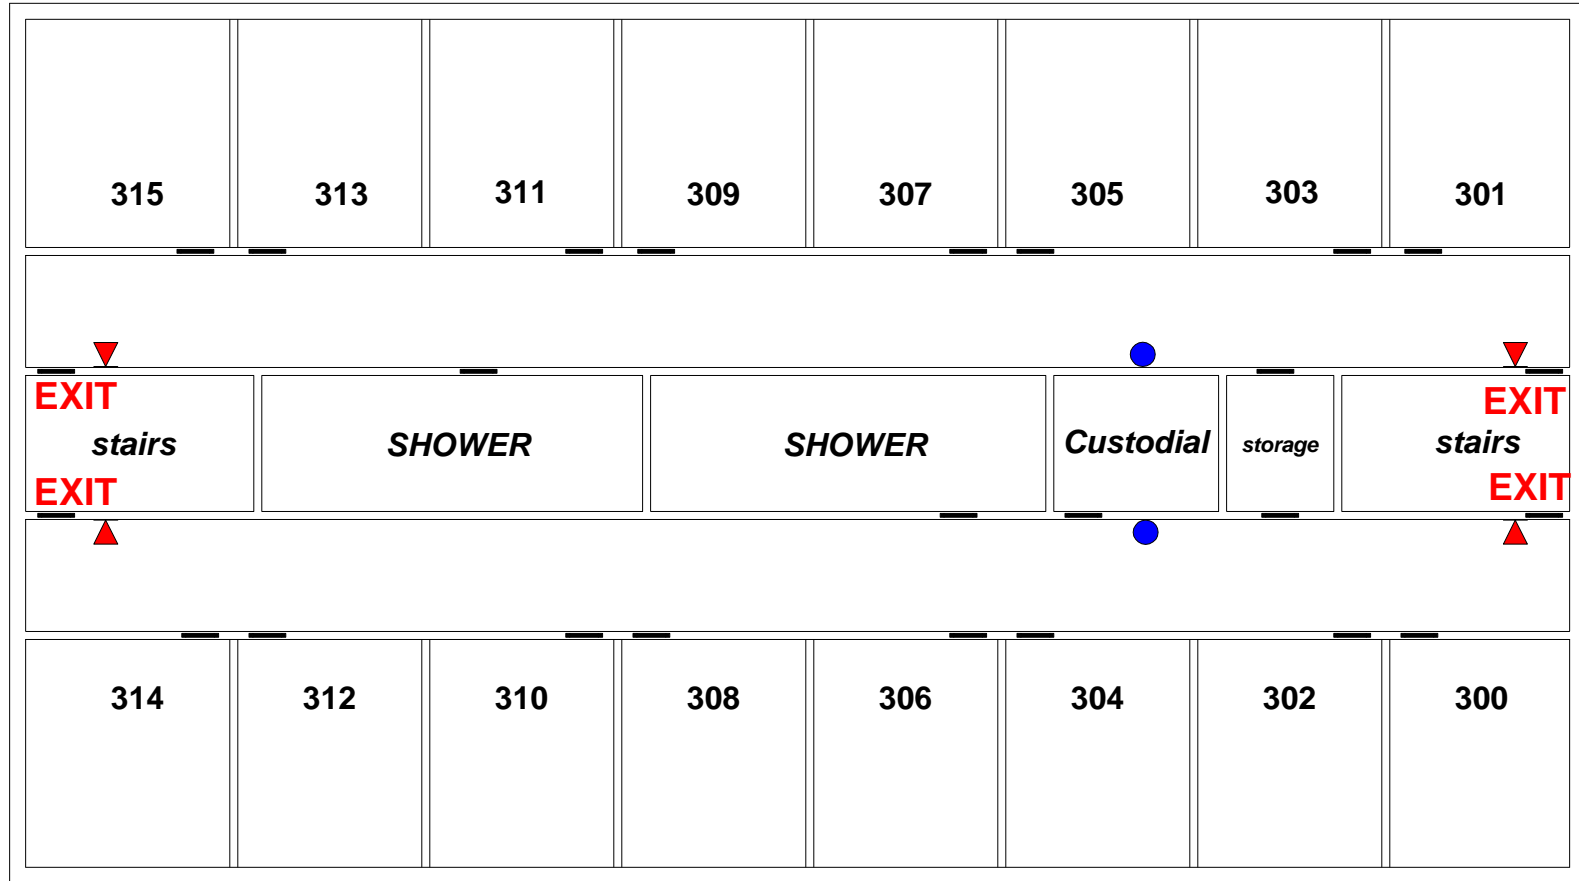 315 313 311 309 307 305 303 301
EXIT EXIT
stairs SHOWER SHOWER Custodial storage stairs
EXIT EXIT
314 312 310 308 306 304 302 300